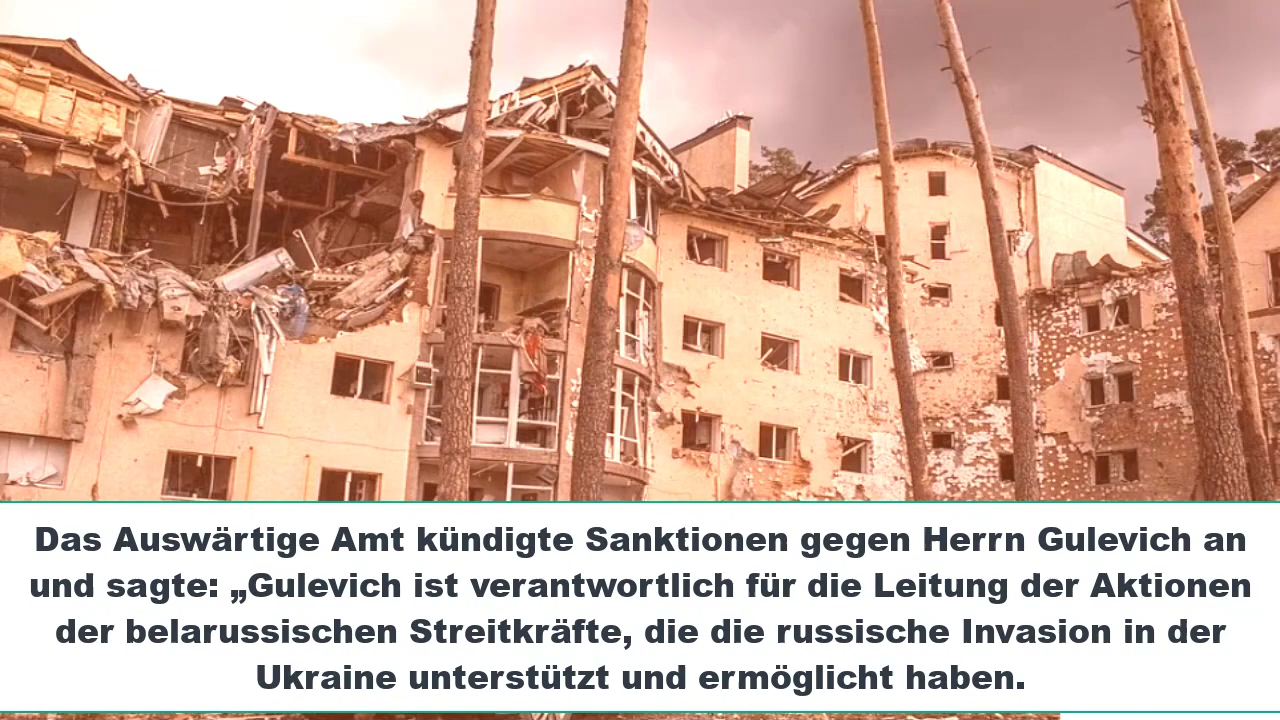 Das Auswärtige Amt kündigte Sanktionen gegen Herrn Gulevich an
und sagte: „Gulevich ist verantwortlich für die Leitung der Aktionen
der belarussischen Streitkräfte, die die russische Invasion in der
Ukraine unterstützt und ermöglicht haben.